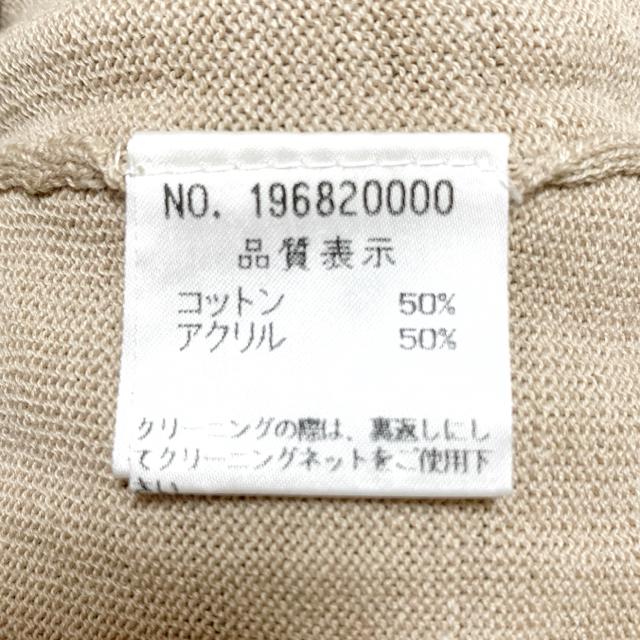 NO. 196820000
品質表示
コットン 50%
アクリル 50%
クリーニングの際は、裏返しにし
てクリーニングネットをご使用下
さい